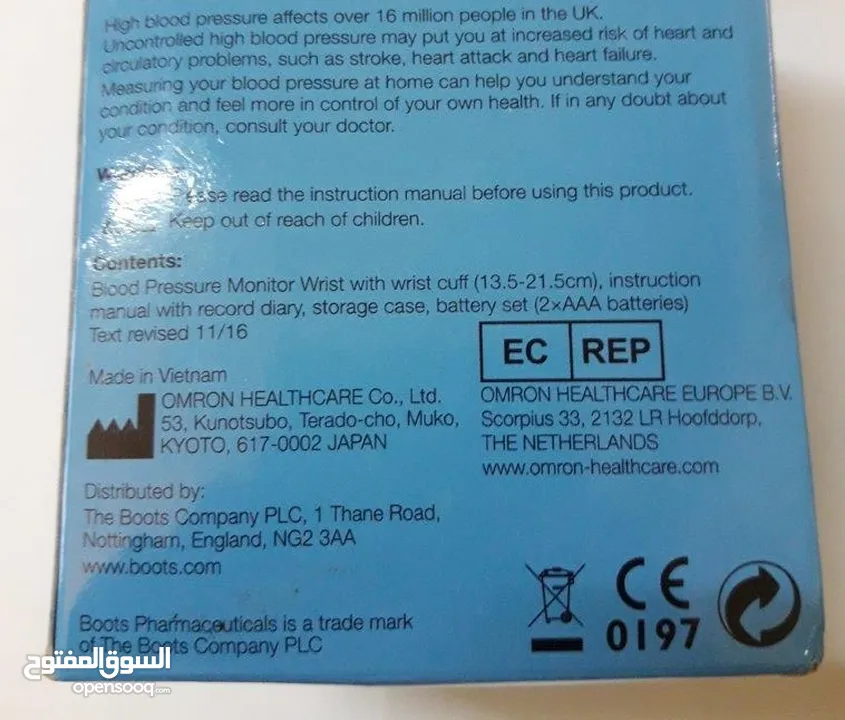 High blood pressure affects over 16 million people in the UK.
Uncontrolled high blood pressure may put you at increased risk of heart and
circulatory problems, such as stroke, heart attack and heart failure.
Measuring your blood pressure at home can help you understand your
condition and feel more in control of your own health. If in any doubt about
your condition, consult your doctor.
Please read the instruction manual before using this product.
Keep out of reach of children.
Contents:
Blood Pressure Monitor Wrist with wrist cuff (13.5-21.5cm), instruction
manual with record diary, storage case, battery set (2xAAA batteries)
Text revised 11/16
EC REP
Made in Vietnam
OMRON HEALTHCARE Co., Ltd.
53, Kunotsubo, Terado-cho, Muko,
KYOTO, 617-0002 JAPAN
OMRON HEALTHCARE EUROPE B.V.
Scorpius 33, 2132 LR Hoofddorp,
THE NETHERLANDS
www.omron-healthcare.com
Distributed by:
The Boots Company PLC, 1 Thane Road,
Nottingham, England, NG2 3AA
www.boots.com
CE
0197
Boots Pharmaceuticals is a trade mark
of The Boots Company PLC
السوق المفتوح
opensooq.com